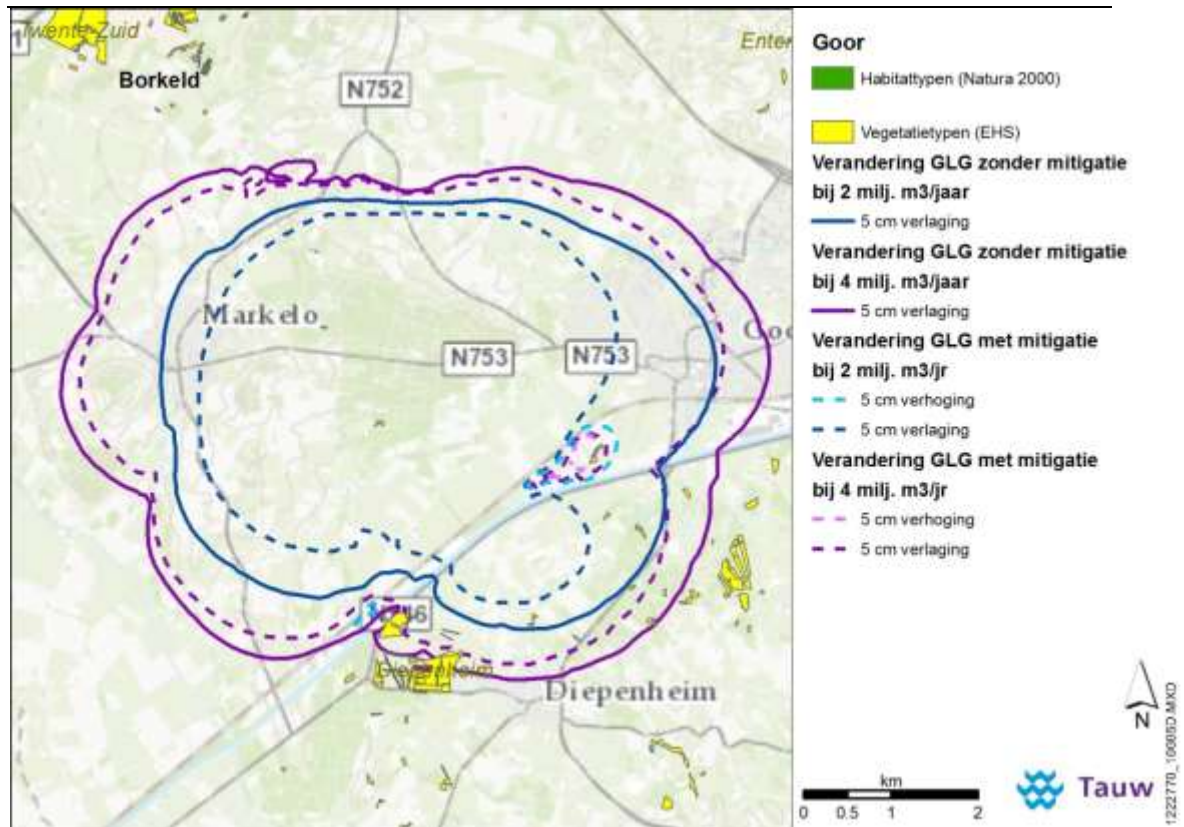 1
Twente-Zuid
Borkeld
Enter
N752
Markelo
Goo
N753
N753
Diepenheim
Goor
Habitattypen (Natura 2000)
Vegetatietypen (EHS)
Verandering GLG zonder mitigatie
bij 2 milj. m3/jaar
5 cm verlaging
Verandering GLG zonder mitigatie
bij 4 milj. m3/jaar
5 cm verlaging
Verandering GLG met mitigatie
bij 2 milj. m3/jr
5 cm verhoging
5 cm verlaging
Verandering GLG met mitigatie
bij 4 milj. m3/jr
5 cm verhoging
5 cm verlaging
N
km
0 0.5 1 2
Tauw